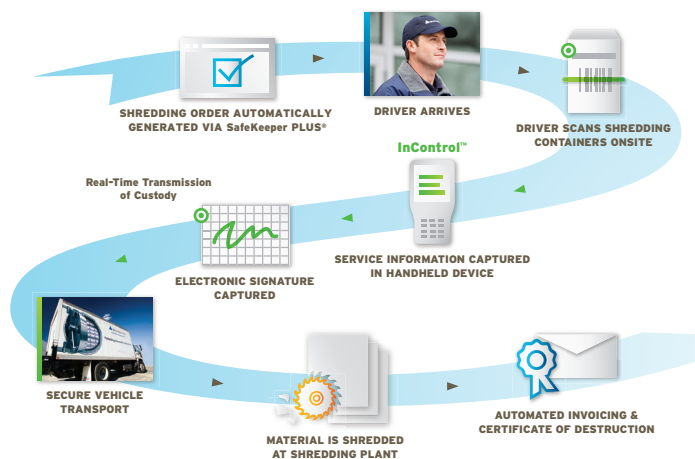 SHREDDING ORDER AUTOMATICALLY
GENERATED VIA SafeKeeper PLUS®
DRIVER ARRIVES
DRIVER SCANS SHREDDING
CONTAINERS ONSITE
InControl™
SERVICE INFORMATION CAPTURED
IN HANDHELD DEVICE
Real-Time Transmission
of Custody
ELECTRONIC SIGNATURE
CAPTURED
SECURE VEHICLE
TRANSPORT
MATERIAL IS SHREDDED
AT SHREDDING PLANT
AUTOMATED INVOICING &
CERTIFICATE OF DESTRUCTION